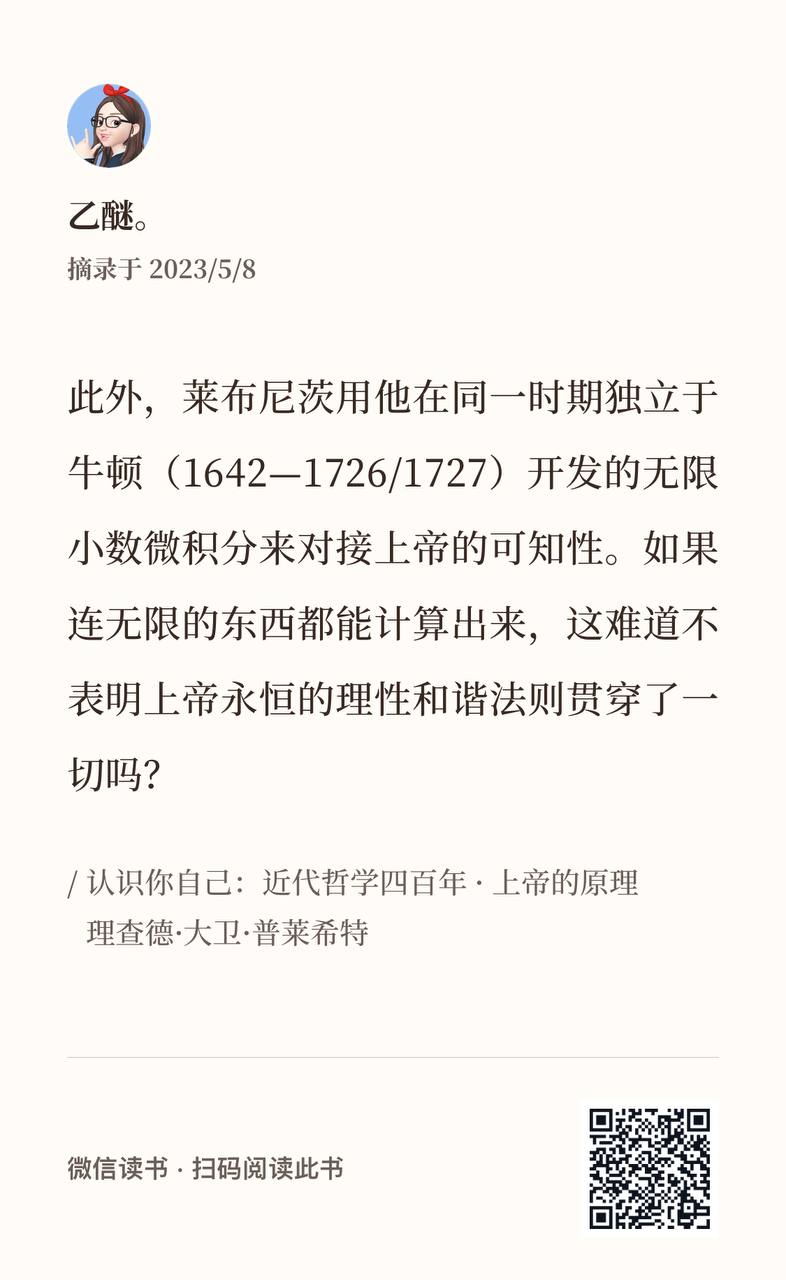 乙醚。
摘录于 2023/5/8
此外，莱布尼茨用他在同一时期独立于
牛顿（1642—1726/1727）开发的无限
小数微积分来对接上帝的可知性。如果
连无限的东西都能计算出来，这难道不
表明上帝永恒的理性和谐法则贯穿了一
切吗？
/ 认识你自己：近代哲学四百年 · 上帝的原理
理查德·大卫·普莱希特
微信读书 · 扫码阅读此书